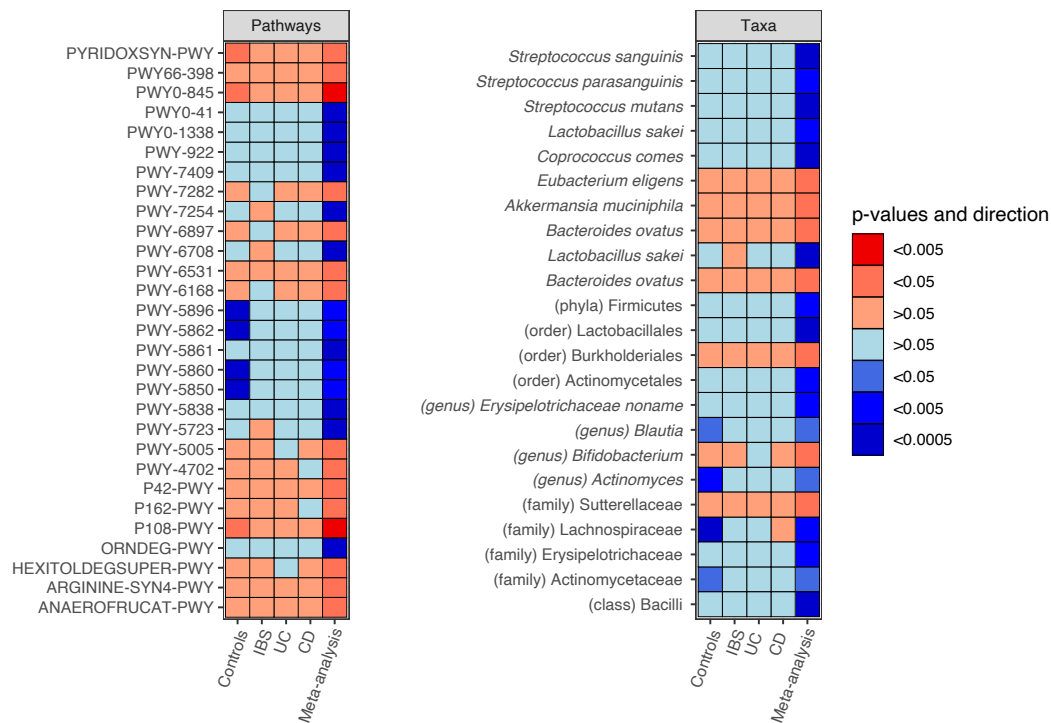 Pathways
PYRIDOXSYN-PWY
PWY66-398
PWY0-845
PWY0-41
PWY0-1338
PWY-922
PWY-7409
PWY-7282
PWY-7254
PWY-6897
PWY-6708
PWY-6531
PWY-6168
PWY-5896
PWY-5862
PWY-5861
PWY-5860
PWY-5850
PWY-5838
PWY-5723
PWY-5005
PWY-4702
P42-PWY
P162-PWY
P108-PWY
ORNDEG-PWY
HEXITOLDEGSUPER-PWY
ARGININE-SYN4-PWY
ANAEROFRUCAT-PWY
Controls
IBS
UC
CD
Meta-analysis
Taxa
Streptococcus sanguinis
Streptococcus parasanguinis
Streptococcus mutans
Lactobacillus sakei
Coprococcus comes
Eubacterium eligens
Akkermansia muciniphila
Bacteroides ovatus
Lactobacillus sakei
Bacteroides ovatus
(phyla) Firmicutes
(order) Lactobacillales
(order) Burkholderiales
(order) Actinomycetales
(genus) Erysipelotrichaceae noname
(genus) Blautia
(genus) Bifidobacterium
(genus) Actinomyces
(family) Sutterellaceae
(family) Lachnospiraceae
(family) Erysipelotrichaceae
(family) Actinomycetaceae
(class) Bacilli
Controls
IBS
UC
CD
Meta-analysis
p-values and direction
<0.005
<0.05
>0.05
>0.05
<0.05
<0.005
<0.0005